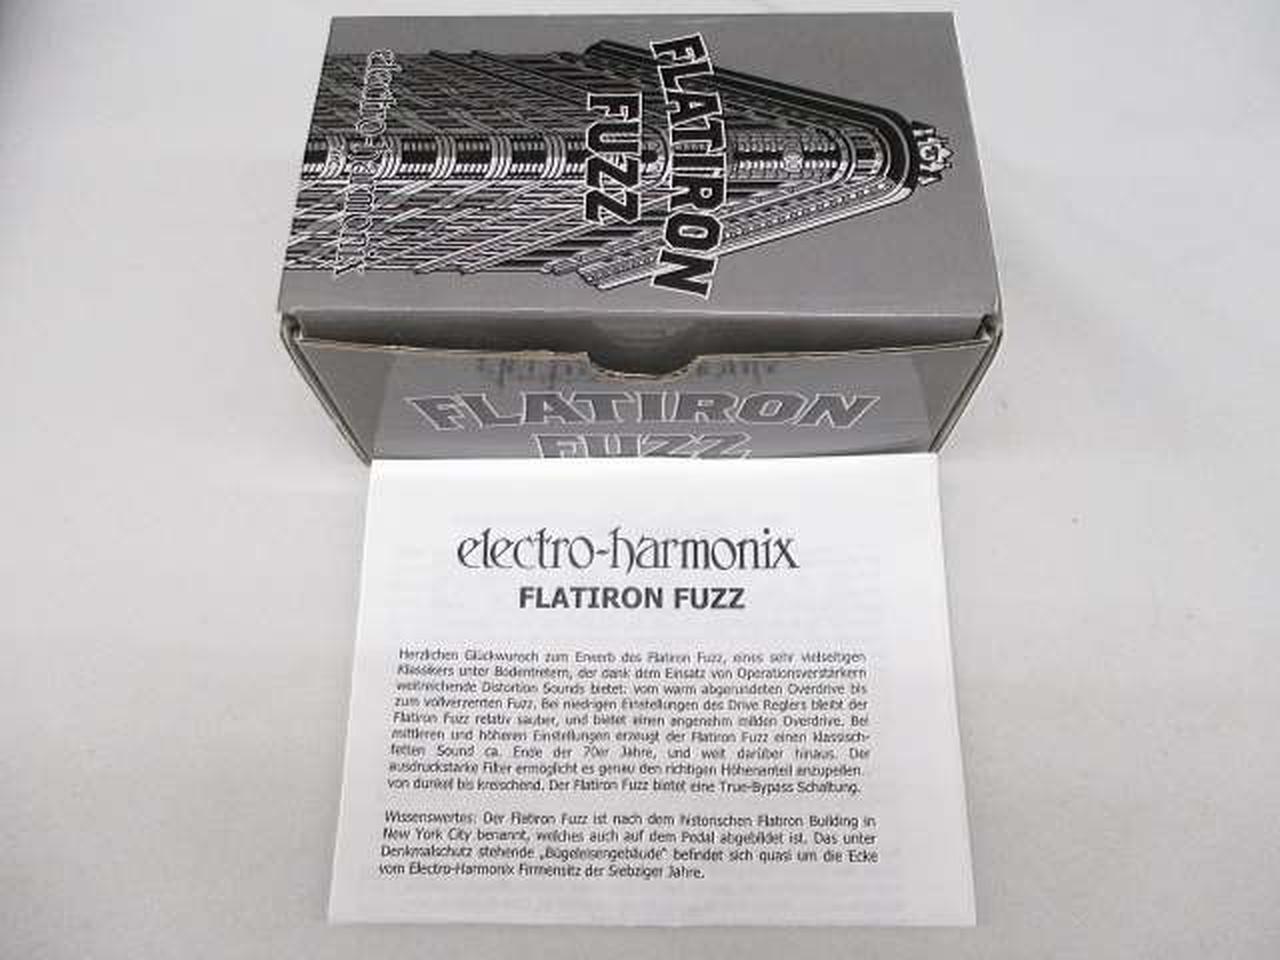 FLATIRON
FUZZ
electro-harmonix
FLATIRON
FUZZ
electro-harmonix
FLATIRON FUZZ
Herzlichen Glückwunsch zum Erwerb des Flatiron Fuzz, eines sehr vielseitigen
Klassikers unter Bodentretern, der dank dem Einsatz von Operationsverstärkern
weitreichende Distortion Sounds bietet: vom warm abgerundeten Overdrive bis
zum vollverzerrten Fuzz. Bei niedrigen Einstellungen des Drive Reglers bleibt der
Flatiron Fuzz relativ sauber, und bietet einen angenehm milden Overdrive. Bei
mittleren und höheren Einstellungen erzeugt der Flatiron Fuzz einen klassisch-
fetten Sound ca. Ende der 70er Jahre, und weit darüber hinaus. Der
ausdruckstarke Filter ermöglicht es genau den richtigen Höhenanteil anzupeilen
von dunkel bis kreischend. Der Flatiron Fuzz bietet eine True-Bypass Schaltung.
Wissenswertes: Der Flatiron Fuzz ist nach dem historischen Flatiron Building in
New York City benannt, welches auch auf dem Pedal abgebildet ist. Das unter
Denkmalschutz stehende „Bügeleisengebäude" befindet sich quasi um die Ecke
vom Electro-Harmonix Firmensitz der Siebziger Jahre.